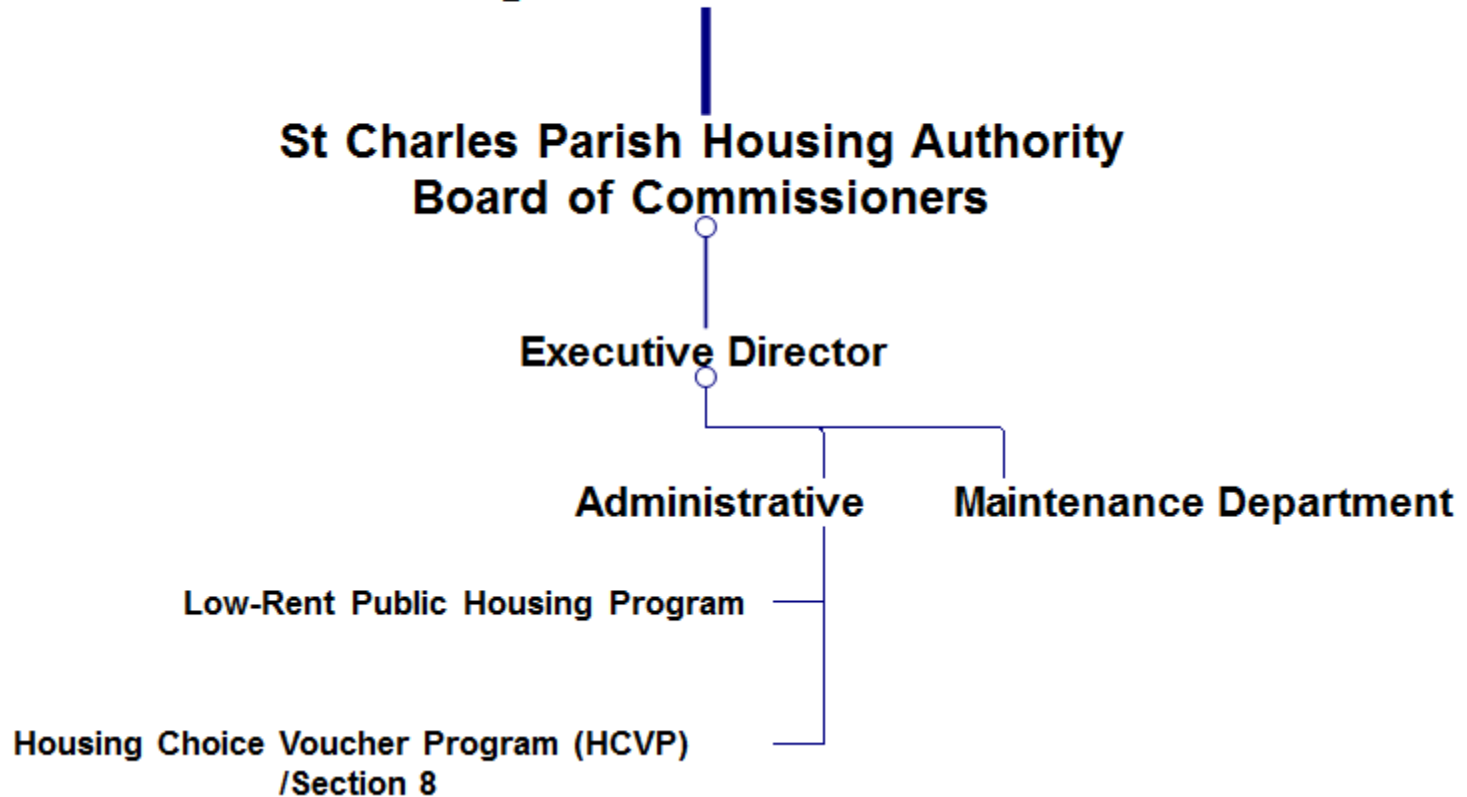 St Charles Parish Housing Authority
Board of Commissioners
Executive Director
Administrative
Maintenance Department
Low-Rent Public Housing Program
Housing Choice Voucher Program (HCVP)
/Section 8